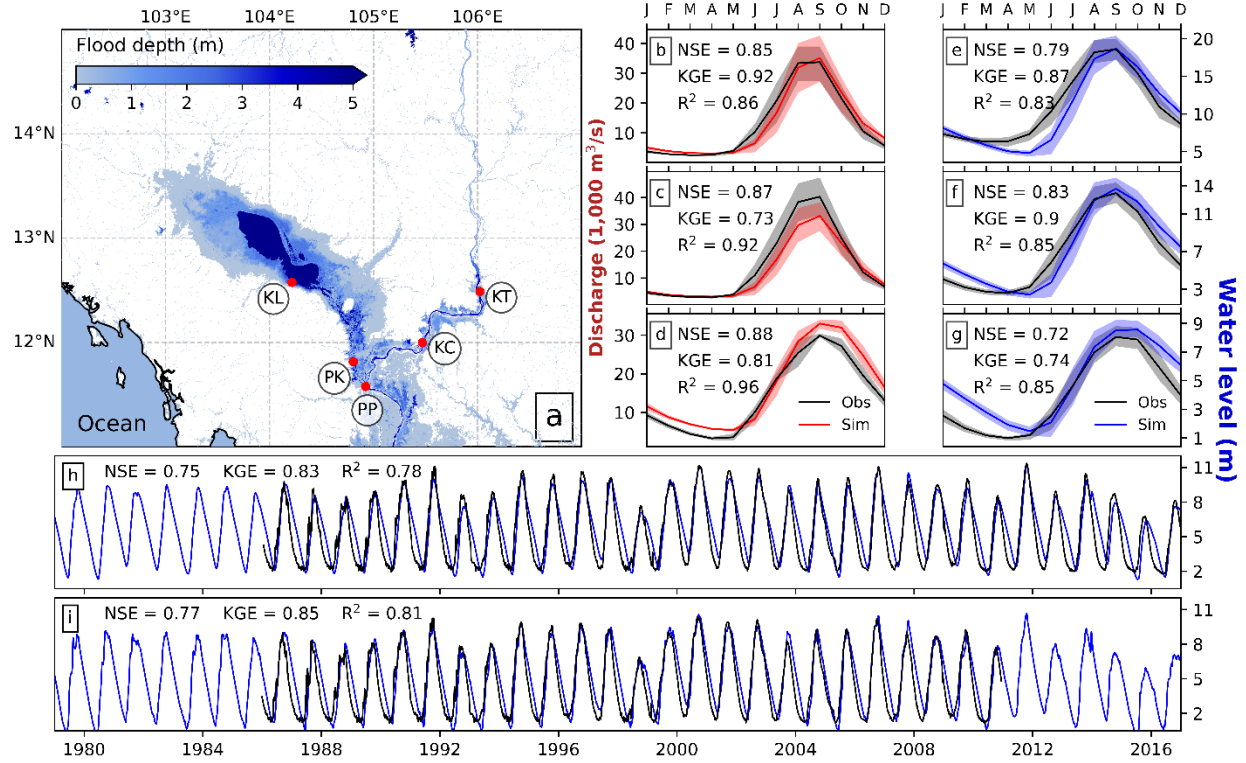 103°E 104°E 105°E 106°E
Flood depth (m)
0 1 2 3 4 5
14°N
13°N
12°N
KL
KT
KC
PK
PP
Ocean
a
J F M A M J J A S O N D
Discharge (1,000 m³/s)
b
NSE = 0.85
KGE = 0.92
R² = 0.86
40
30
20
10
c
NSE = 0.87
KGE = 0.73
R² = 0.92
40
30
20
10
d
NSE = 0.88
KGE = 0.81
R² = 0.96
30
20
10
Obs
Sim
J F M A M J J A S O N D
Water level (m)
e
NSE = 0.79
KGE = 0.87
R² = 0.83
20
15
10
5
f
NSE = 0.83
KGE = 0.9
R² = 0.85
14
11
7
3
g
NSE = 0.72
KGE = 0.74
R² = 0.85
9
7
5
3
1
Obs
Sim
h NSE = 0.75 KGE = 0.83 R² = 0.78
11
8
5
2
i NSE = 0.77 KGE = 0.85 R² = 0.81
11
8
5
2
1980 1984 1988 1992 1996 2000 2004 2008 2012 2016